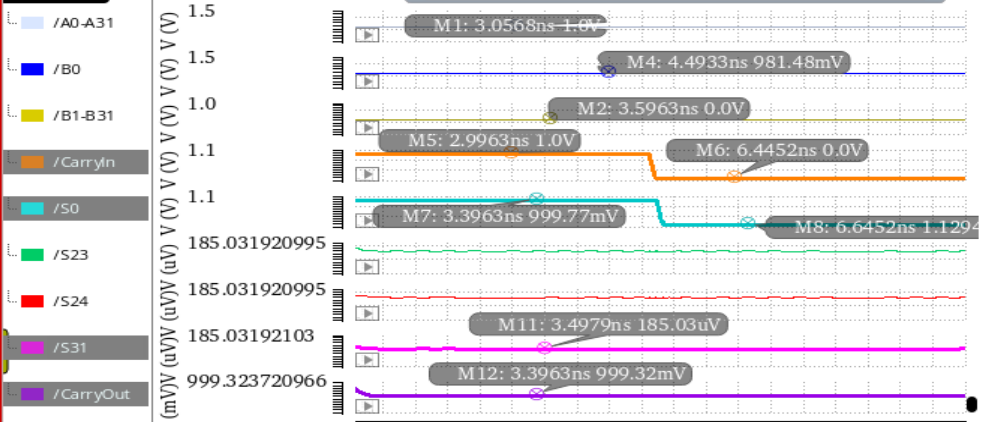 /A0-A31
1.5
V (V)
M1: 3.0568ns 1.0V
/B0
1.5
V (V)
M4: 4.4933ns 981.48mV
/B1-B31
1.0
V (V)
M2: 3.5963ns 0.0V
/CarryIn
1.1
V (V)
M5: 2.9963ns 1.0V
M6: 6.4452ns 0.0V
/S0
1.1
V (V)
M7: 3.3963ns 999.77mV
M8: 6.6452ns 1.1294
/S23
185.031920995
V (uV)
/S24
185.031920995
V (uV)
/S31
185.03192103
V (uV)
M11: 3.4979ns 185.03uV
/CarryOut
999.323720966
V (mV)
M12: 3.3963ns 999.32mV